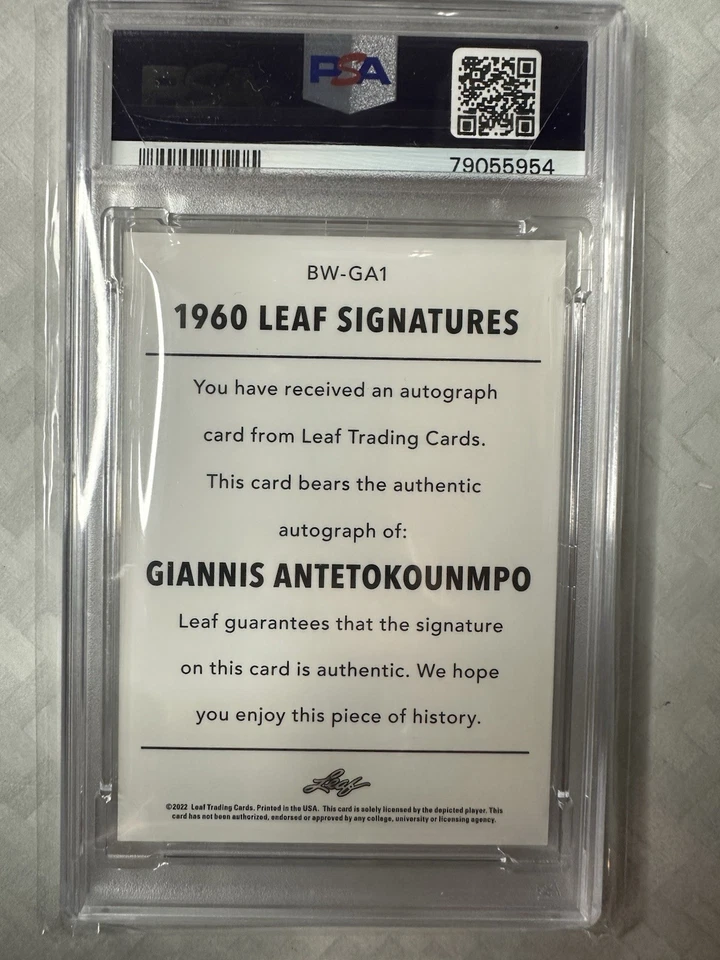 PSA
79055954
BW-GA1
1960 LEAF SIGNATURES
You have received an autograph
card from Leaf Trading Cards.
This card bears the authentic
autograph of:
GIANNIS ANTETOKOUNMPO
Leaf guarantees that the signature
on this card is authentic. We hope
you enjoy this piece of history.
Leaf
©2022 Leaf Trading Cards. Printed in the USA. This card is solely licensed by the depicted player. This
card has not been authorized, endorsed or approved by any college, university or licensing agency.